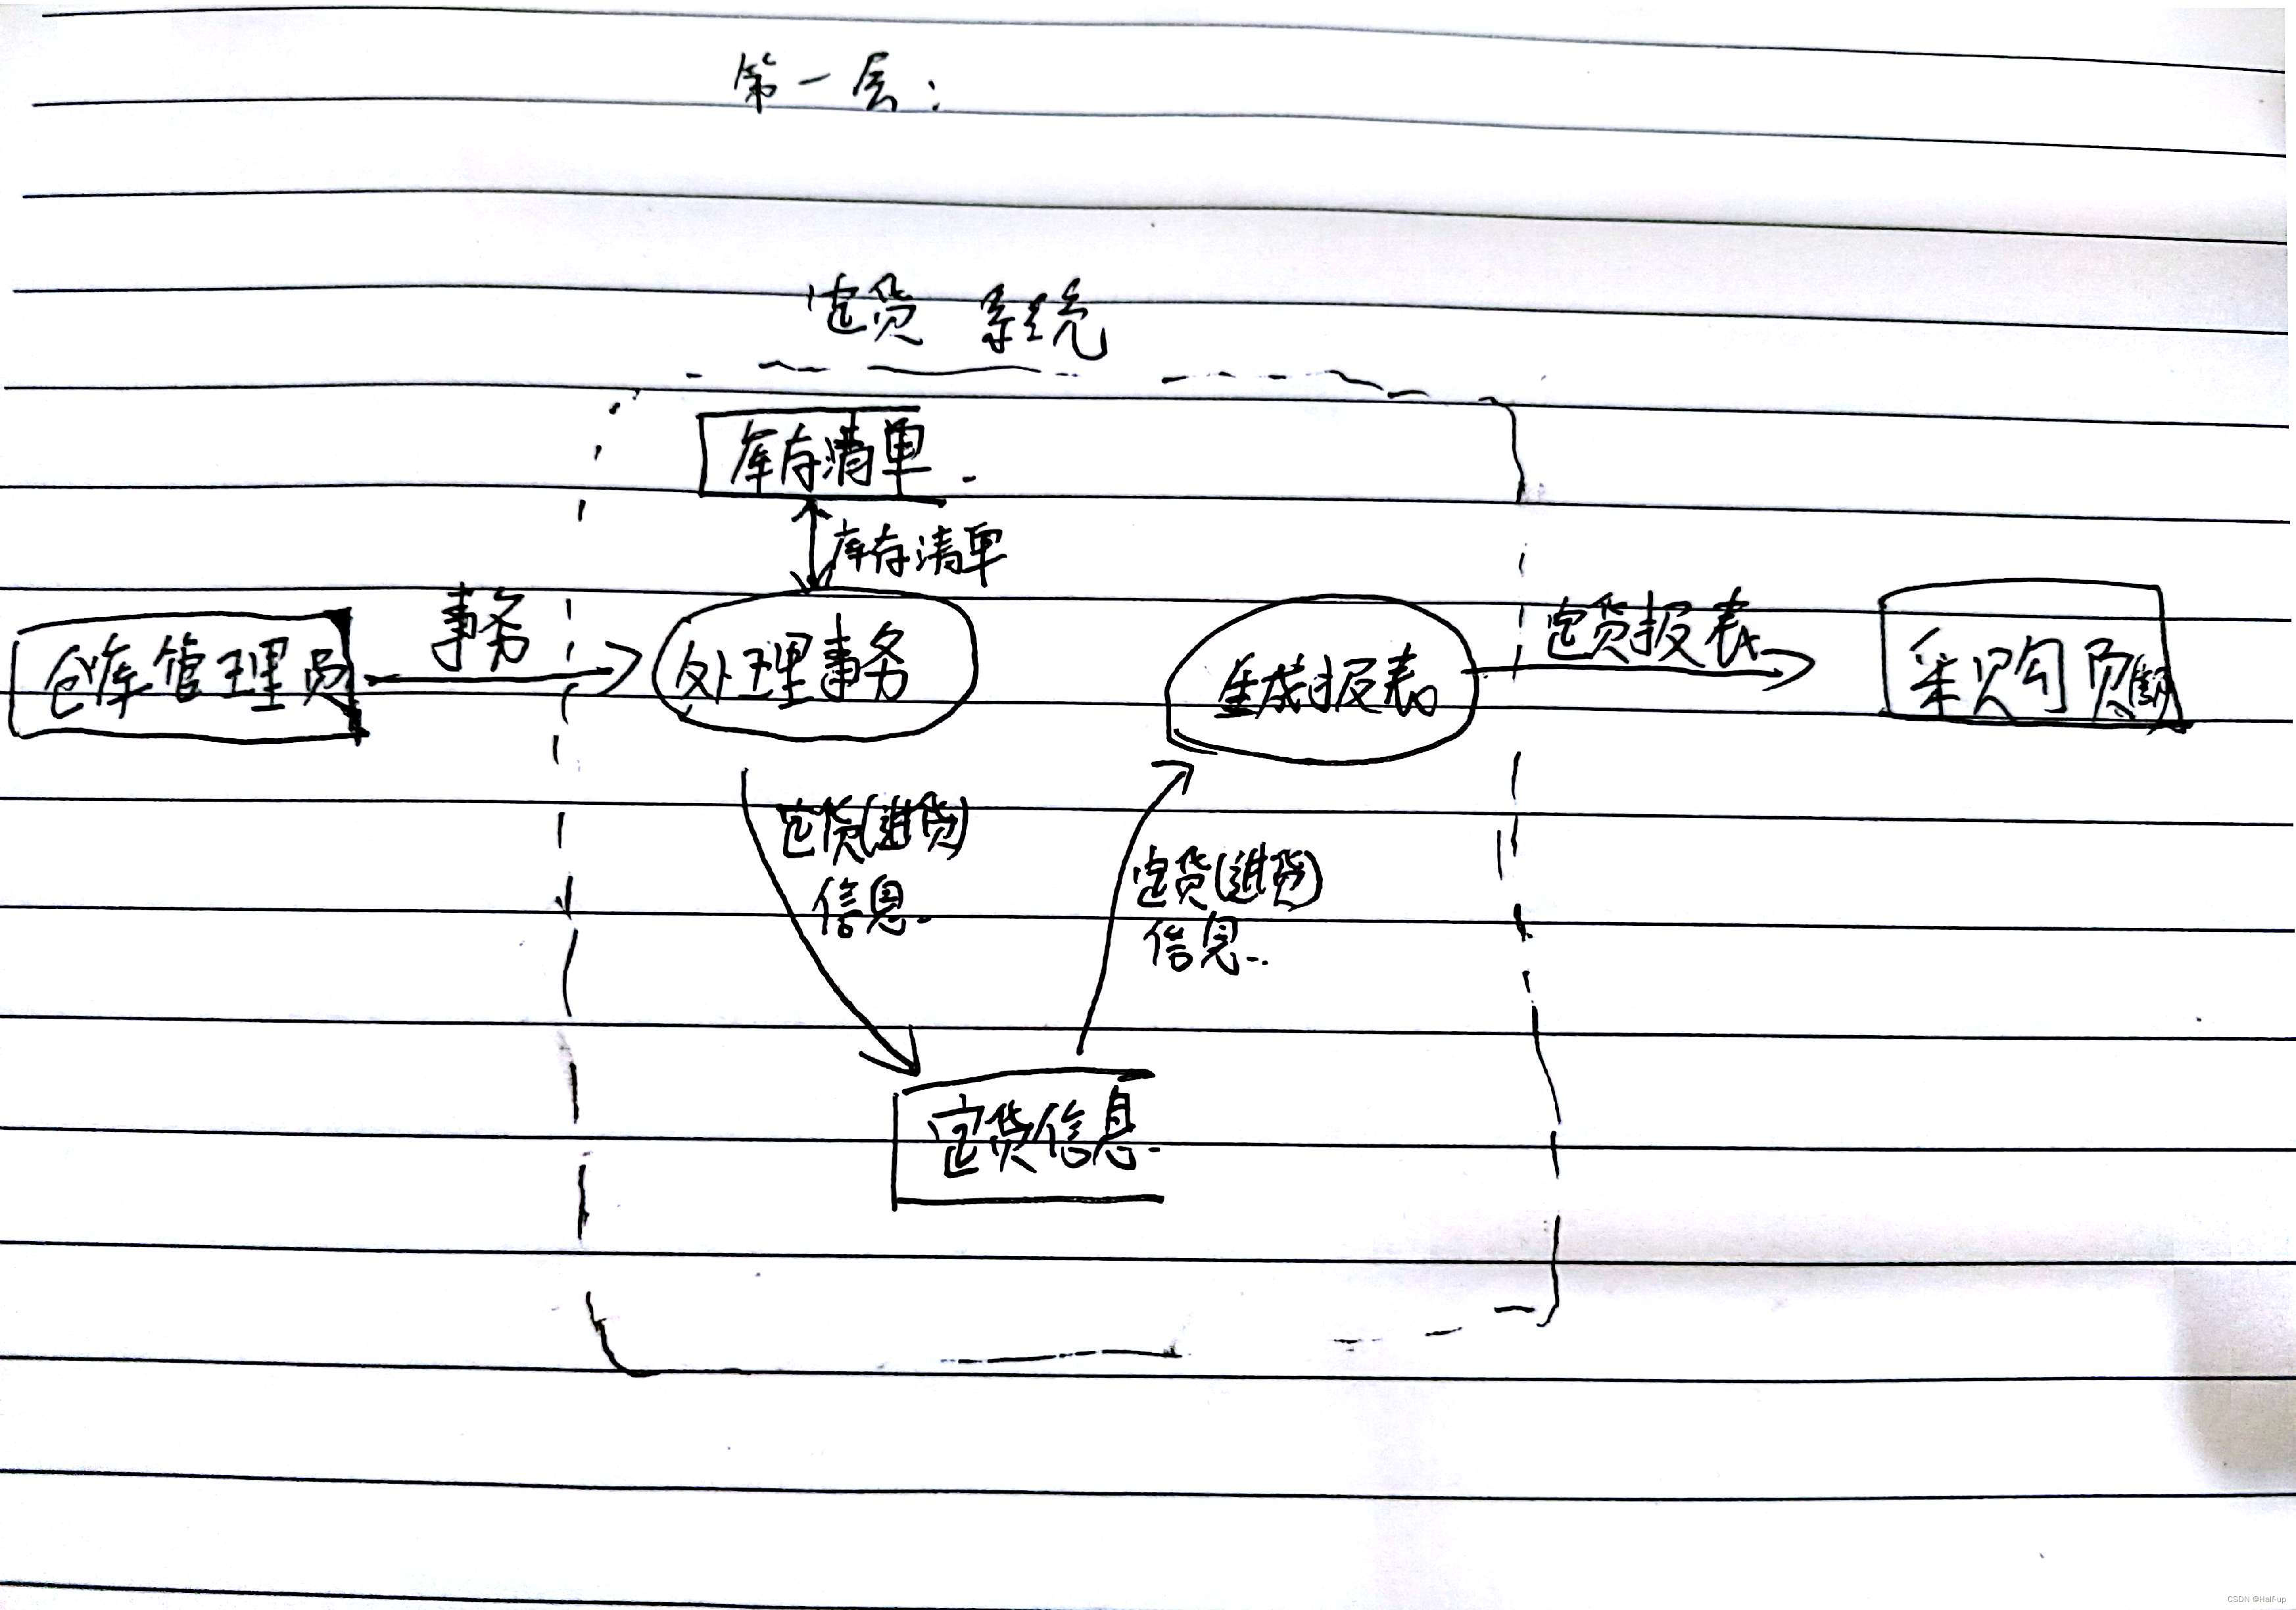 第一层：
定货 系统
库存清单
库存清单
仓库管理员
事务
处理事务
生成报表
定货报表
采购员
定货(进货)
信息
定货(进货)
信息
定货信息
CSDN @Half-up